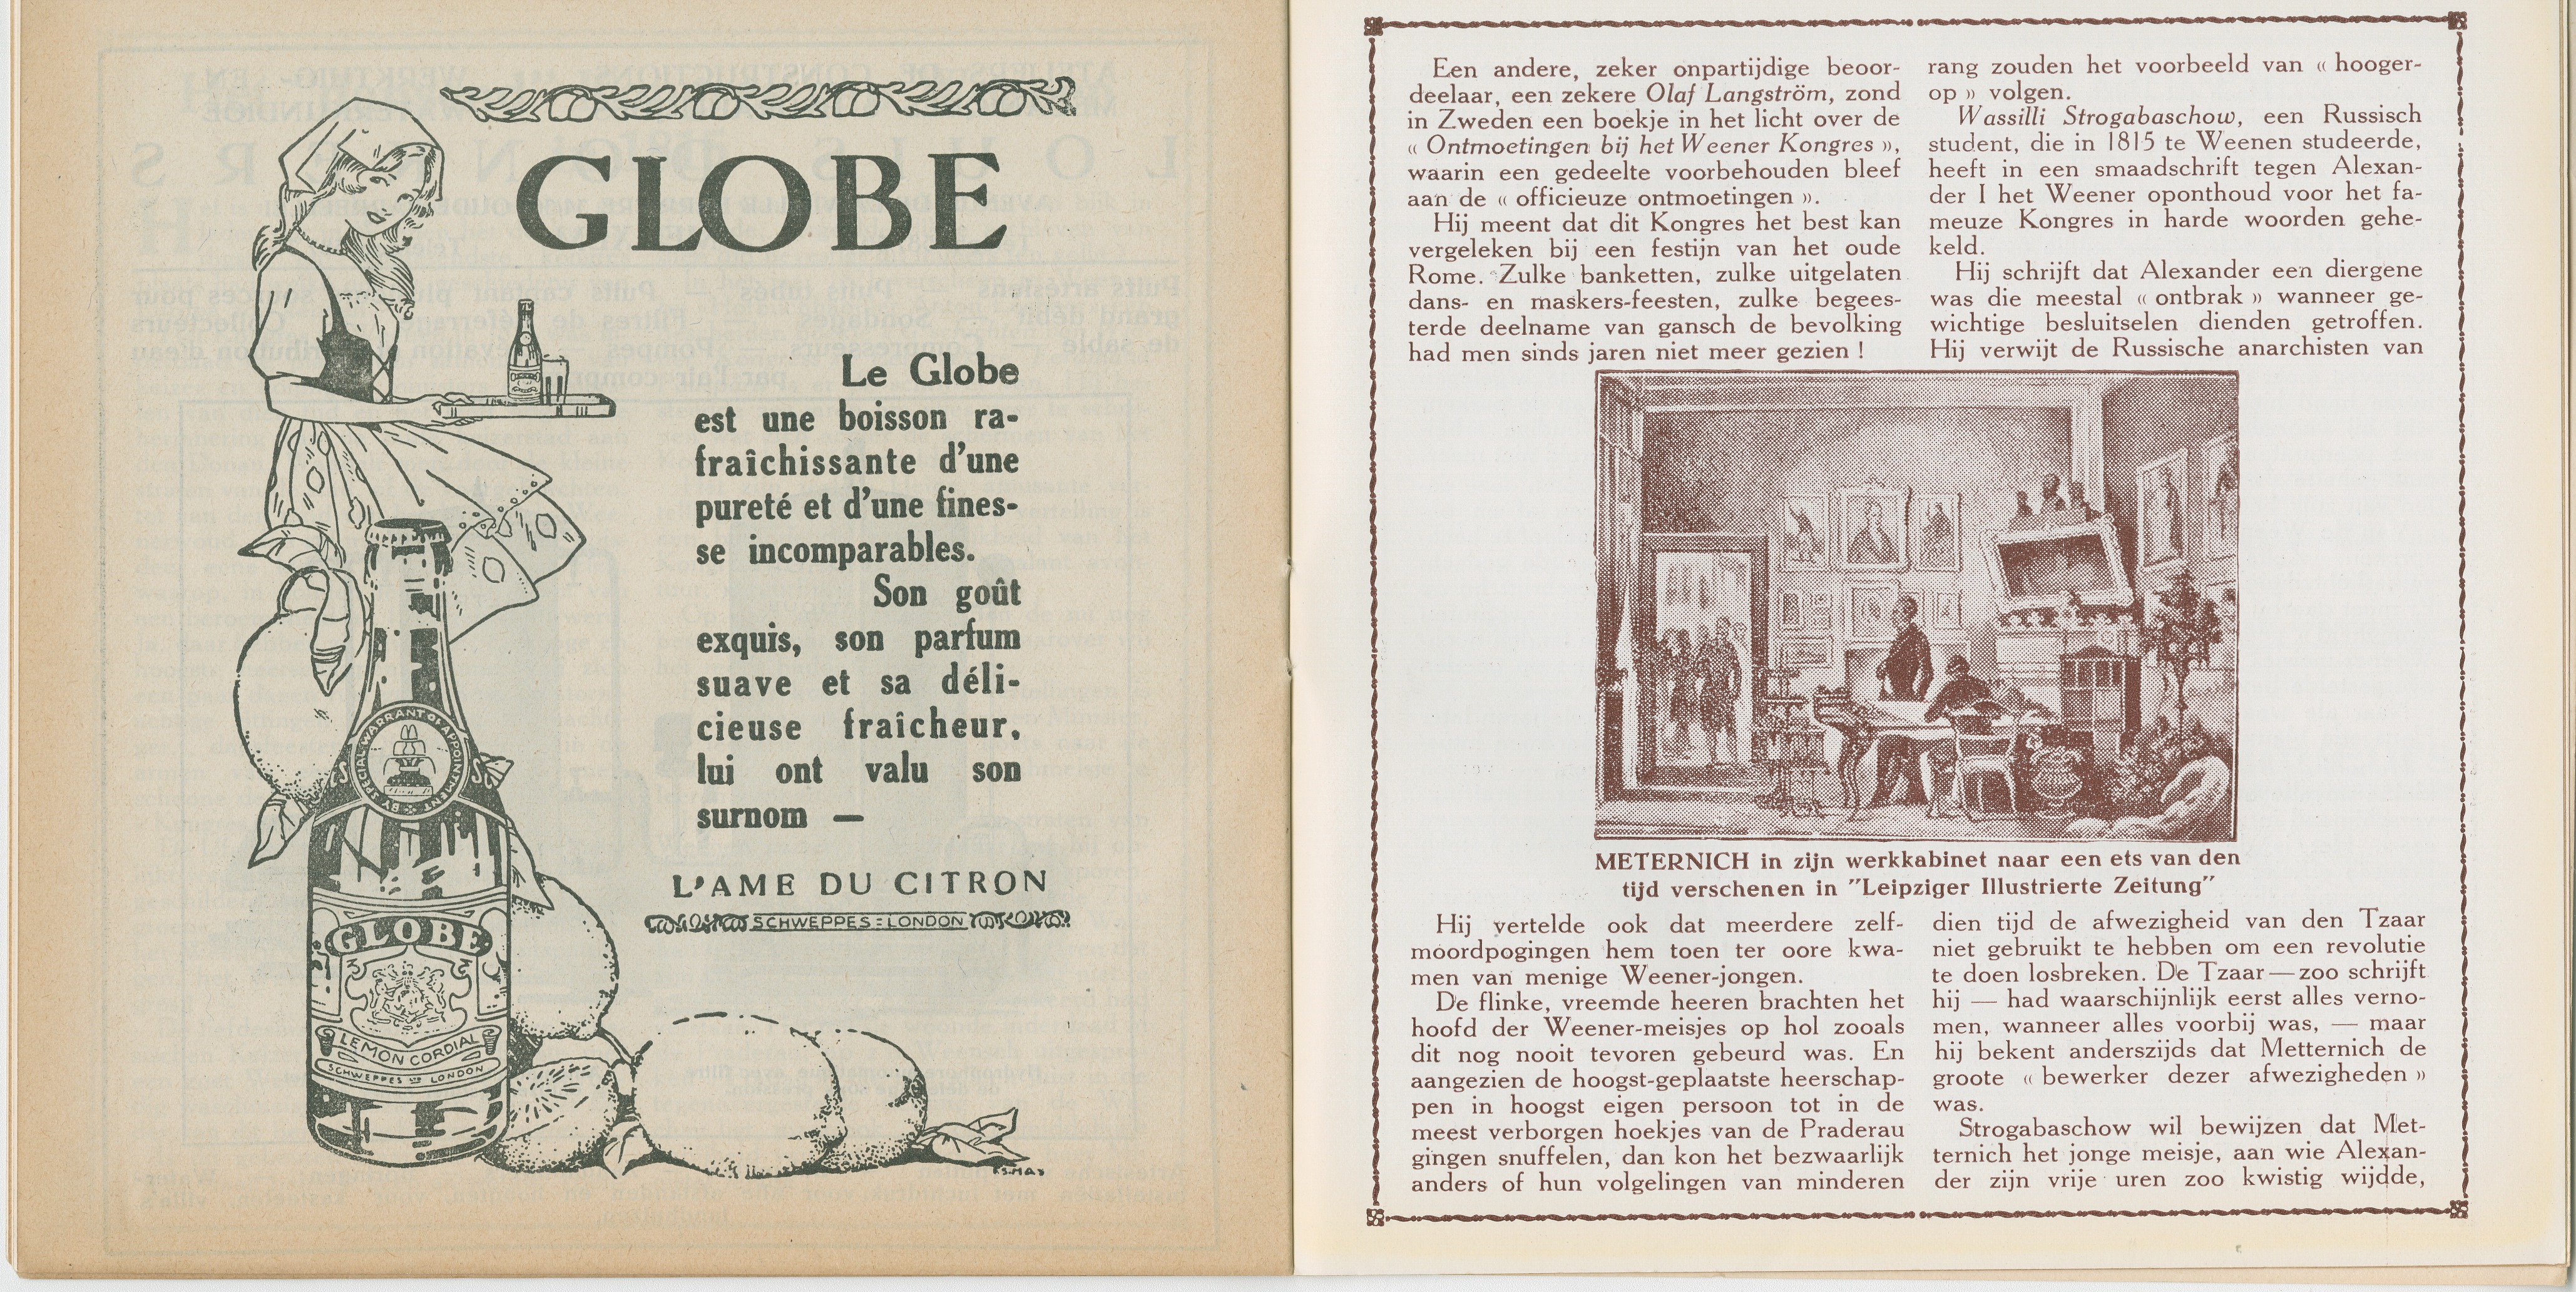 GLOBE
Le Globe
est une boisson ra-
fraîchissante d'une
pureté et d'une fines-
se incomparables.
Son goût
exquis, son parfum
suave et sa déli-
cieuse fraîcheur,
lui ont valu son
surnom —
L'AME DU CITRON
SCHWEPPES = LONDON
BY SPECIAL WARRANT OF APPOINTMENT
GLOBE
LEMON CORDIAL
SCHWEPPES LTD LONDON
Een andere, zeker onpartijdige beoor-
deelaar, een zekere Olaf Langström, zond
in Zweden een boekje in het licht over de
« Ontmoetingen bij het Weener Kongres »,
waarin een gedeelte voorbehouden bleef
aan de « officieuze ontmoetingen ».
Hij meent dat dit Kongres het best kan
vergeleken bij een festijn van het oude
Rome. Zulke banketten, zulke uitgelaten
dans- en maskers-feesten, zulke begees-
terde deelname van gansch de bevolking
had men sinds jaren niet meer gezien !
rang zouden het voorbeeld van « hooger-
op » volgen.
Wassilli Strogabaschow, een Russisch
student, die in 1815 te Weenen studeerde,
heeft in een smaadschrift tegen Alexan-
der I het Weener oponthoud voor het fa-
meuze Kongres in harde woorden gehe-
keld.
Hij schrijft dat Alexander een diergene
was die meestal « ontbrak » wanneer ge-
wichtige besluitselen dienden getroffen.
Hij verwijt de Russische anarchisten van
METERNICH in zijn werkkabinet naar een ets van den
tijd verschenen in "Leipziger Illustrierte Zeitung"
Hij vertelde ook dat meerdere zelf-
moordpogingen hem toen ter oore kwa-
men van menige Weener-jongen.
De flinke, vreemde heeren brachten het
hoofd der Weener-meisjes op hol zooals
dit nog nooit tevoren gebeurd was. En
aangezien de hoogst-geplaatste heerschap-
pen in hoogst eigen persoon tot in de
meest verborgen hoekjes van de Praderau
gingen snuffelen, dan kon het bezwaarlijk
anders of hun volgelingen van minderen
dien tijd de afwezigheid van den Tzaar
niet gebruikt te hebben om een revolutie
te doen losbreken. De Tzaar — zoo schrijft
hij — had waarschijnlijk eerst alles verno-
men, wanneer alles voorbij was, — maar
hij bekent anderszijds dat Metternich de
groote « bewerker dezer afwezigheden »
was.
Strogabaschow wil bewijzen dat Met-
ternich het jonge meisje, aan wie Alexan-
der zijn vrije uren zoo kwistig wijdde,